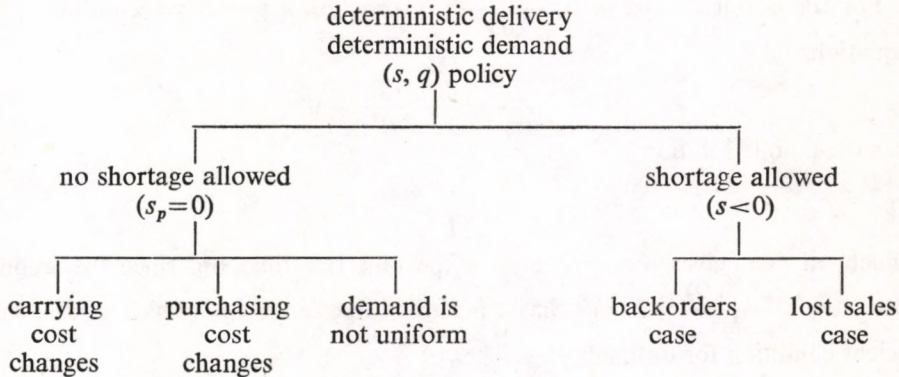 deterministic delivery
deterministic demand
(s, q) policy
no shortage allowed
(sₚ=0)
shortage allowed
(s<0)
carrying
cost
changes
purchasing
cost
changes
demand is
not uniform
backorders
case
lost sales
case